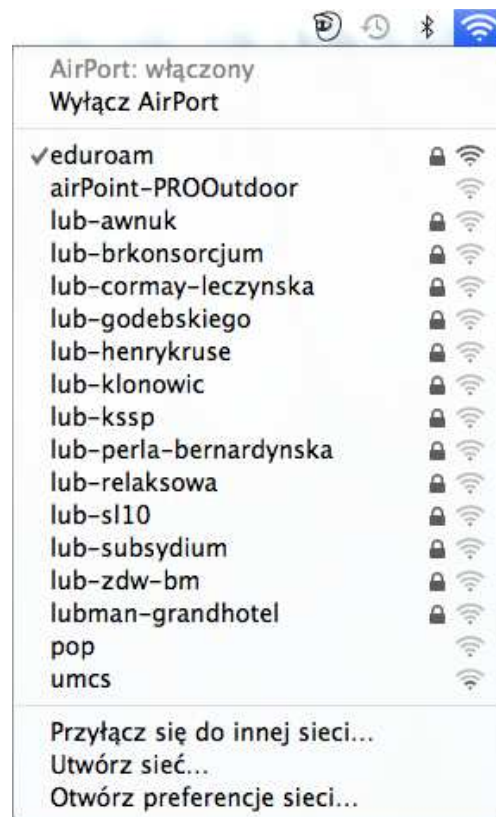 AirPort: włączony
Wyłącz AirPort
✓eduroam
airPoint-PROOutdoor
lub-awnuk
lub-brkonsorcjum
lub-cormay-leczynska
lub-godebskiego
lub-henrykruse
lub-klonowic
lub-kssp
lub-perla-bernardynska
lub-relaksowa
lub-sl10
lub-subsydium
lub-zdw-bm
lubman-grandhotel
pop
umcs
Przyłącz się do innej sieci...
Utwórz sieć...
Otwórz preferencje sieci...